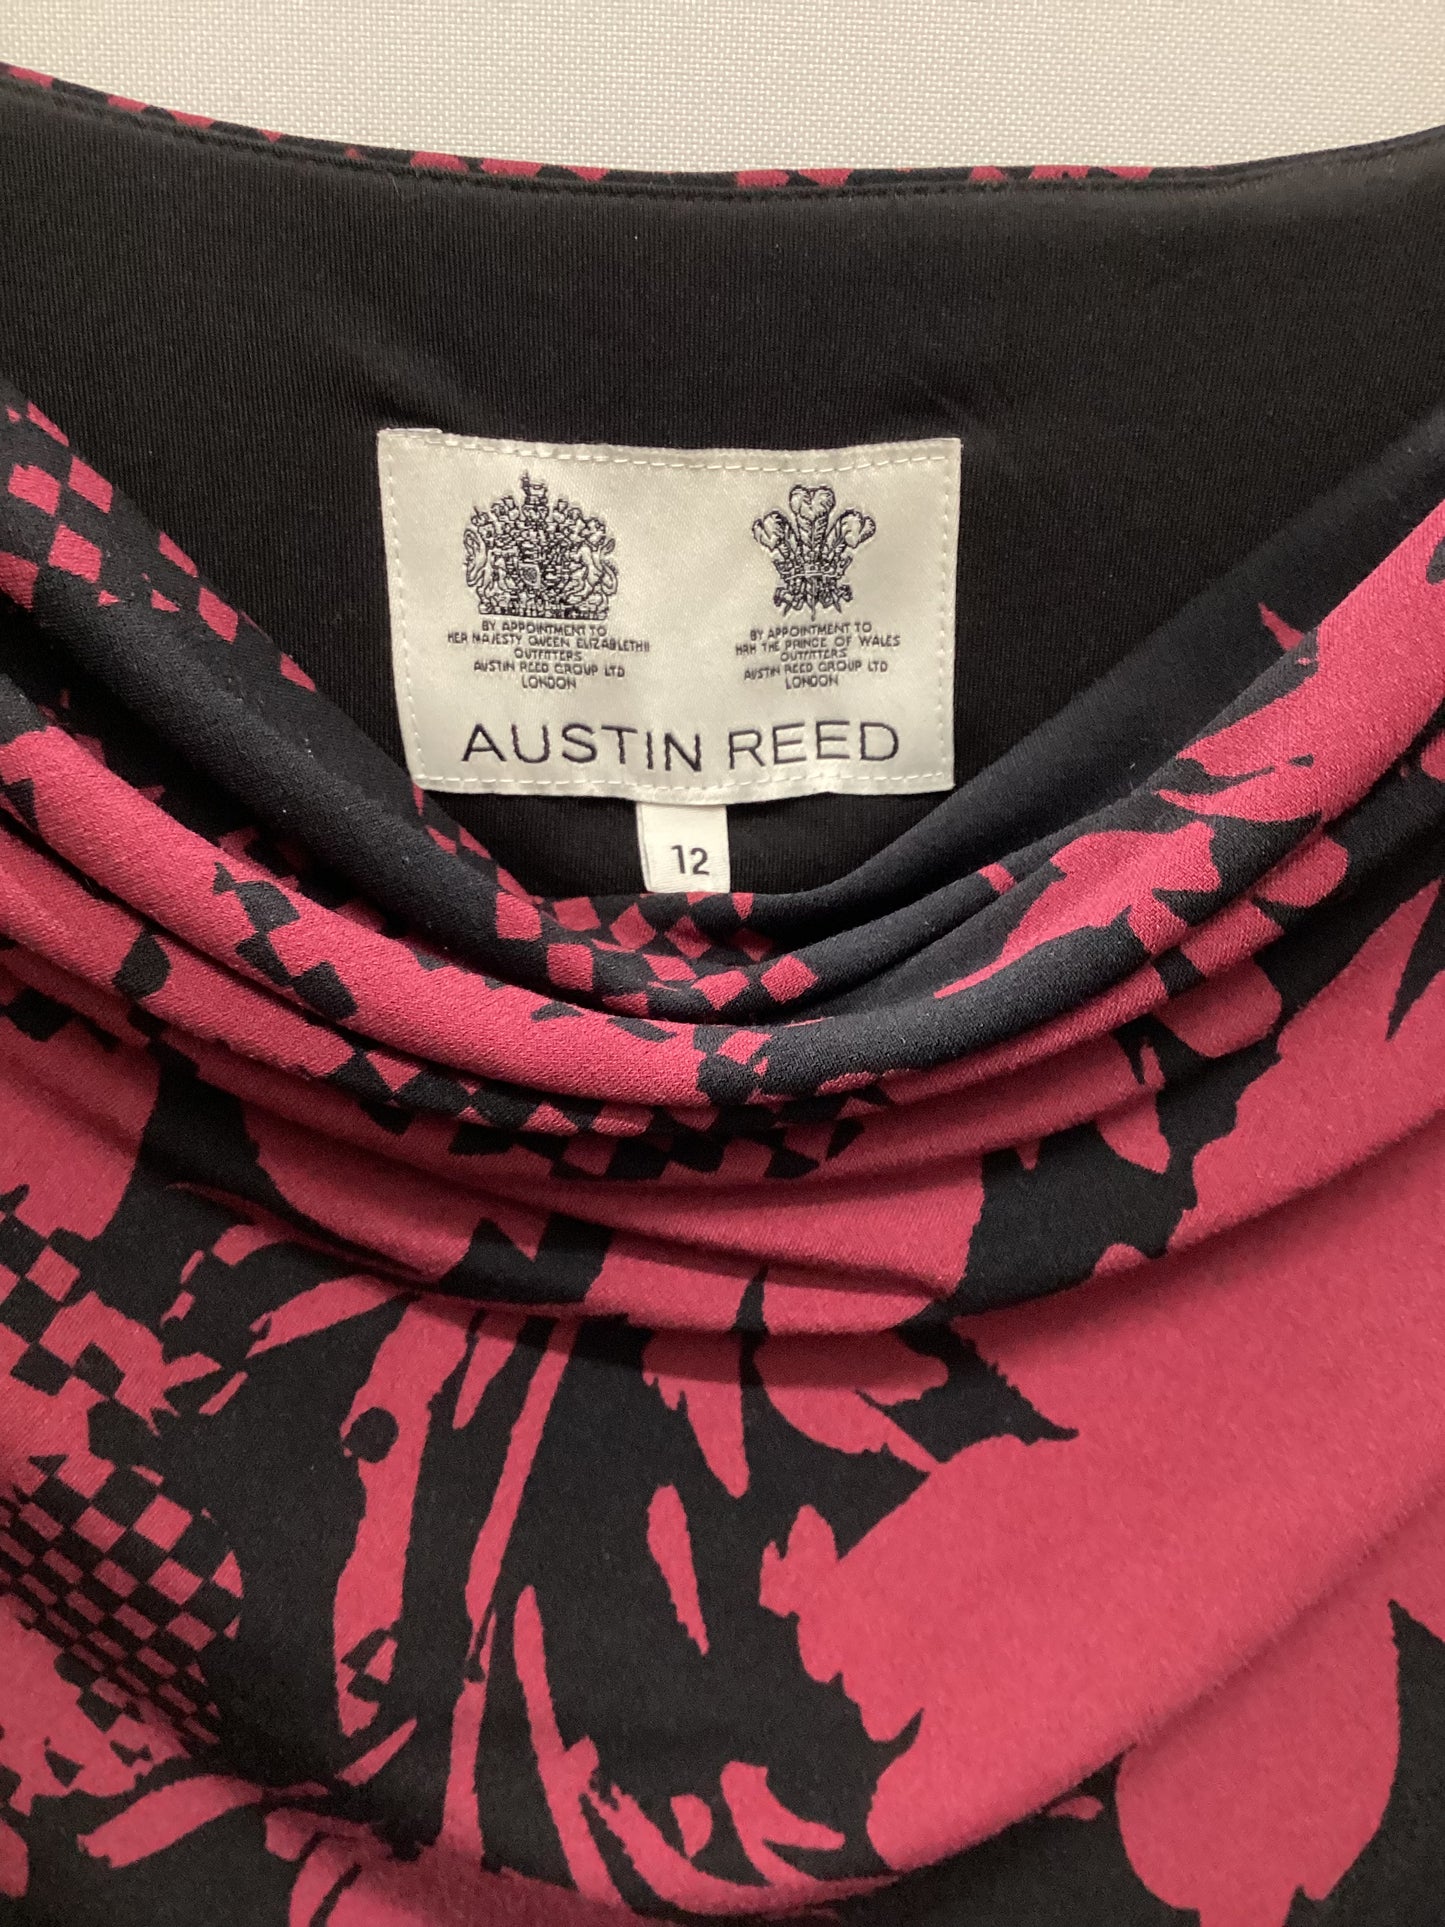 BY APPOINTMENT TO
HER MAJESTY QUEEN ELIZABETH II
OUTFITTERS
AUSTIN REED GROUP LTD
LONDON
BY APPOINTMENT TO
HRH THE PRINCE OF WALES
OUTFITTERS
AUSTIN REED GROUP LTD
LONDON
AUSTIN REED
12